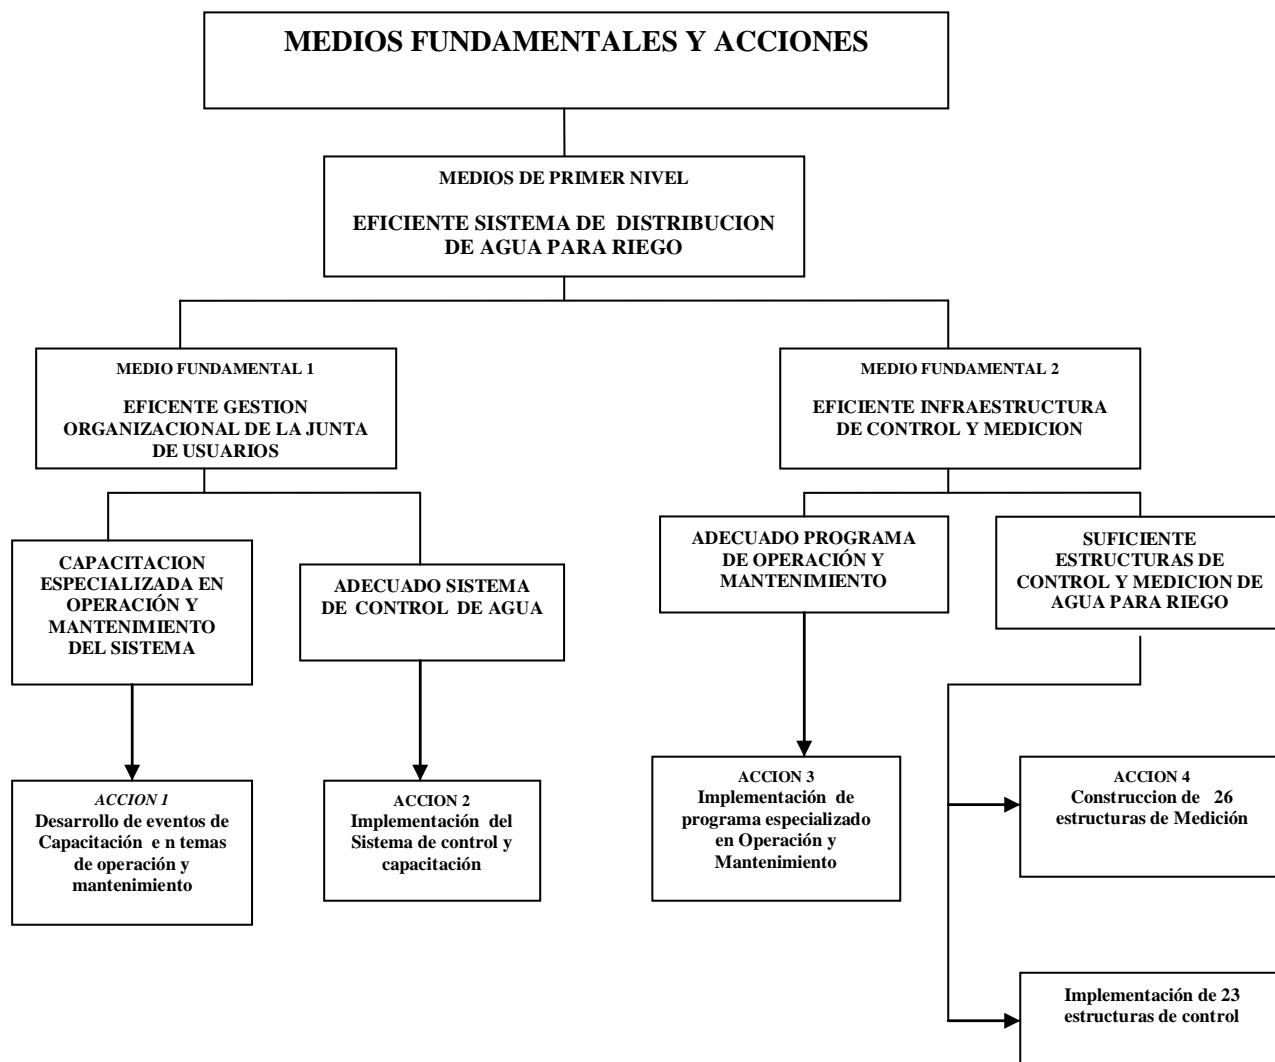 MEDIOS FUNDAMENTALES Y ACCIONES
MEDIOS DE PRIMER NIVEL
EFICIENTE SISTEMA DE DISTRIBUCION
DE AGUA PARA RIEGO
MEDIO FUNDAMENTAL 1
EFICENTE GESTION
ORGANIZACIONAL DE LA JUNTA
DE USUARIOS
MEDIO FUNDAMENTAL 2
EFICIENTE INFRAESTRUCTURA
DE CONTROL Y MEDICION
CAPACITACION
ESPECIALIZADA EN
OPERACIÓN Y
MANTENIMIENTO
DEL SISTEMA
ADECUADO SISTEMA
DE CONTROL DE AGUA
ADECUADO PROGRAMA
DE OPERACIÓN Y
MANTENIMIENTO
SUFICIENTE
ESTRUCTURAS DE
CONTROL Y MEDICION DE
AGUA PARA RIEGO
ACCION 1
Desarrollo de eventos de
Capacitación e n temas
de operación y
mantenimiento
ACCION 2
Implementación del
Sistema de control y
capacitación
ACCION 3
Implementación de
programa especializado
en Operación y
Mantenimiento
ACCION 4
Construccion de 26
estructuras de Medición
Implementación de 23
estructuras de control